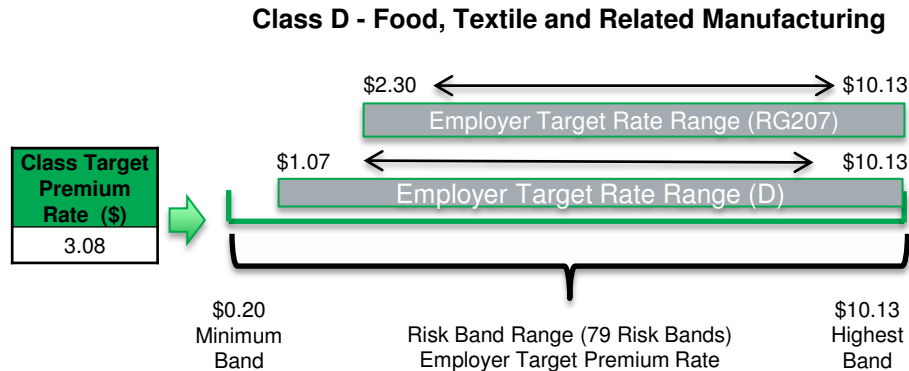 Class D - Food, Textile and Related Manufacturing
$2.30
$10.13
Employer Target Rate Range (RG207)
$1.07
$10.13
Employer Target Rate Range (D)
Class Target
Premium
Rate ($)
3.08
$0.20
Minimum
Band
Risk Band Range (79 Risk Bands)
Employer Target Premium Rate
$10.13
Highest
Band